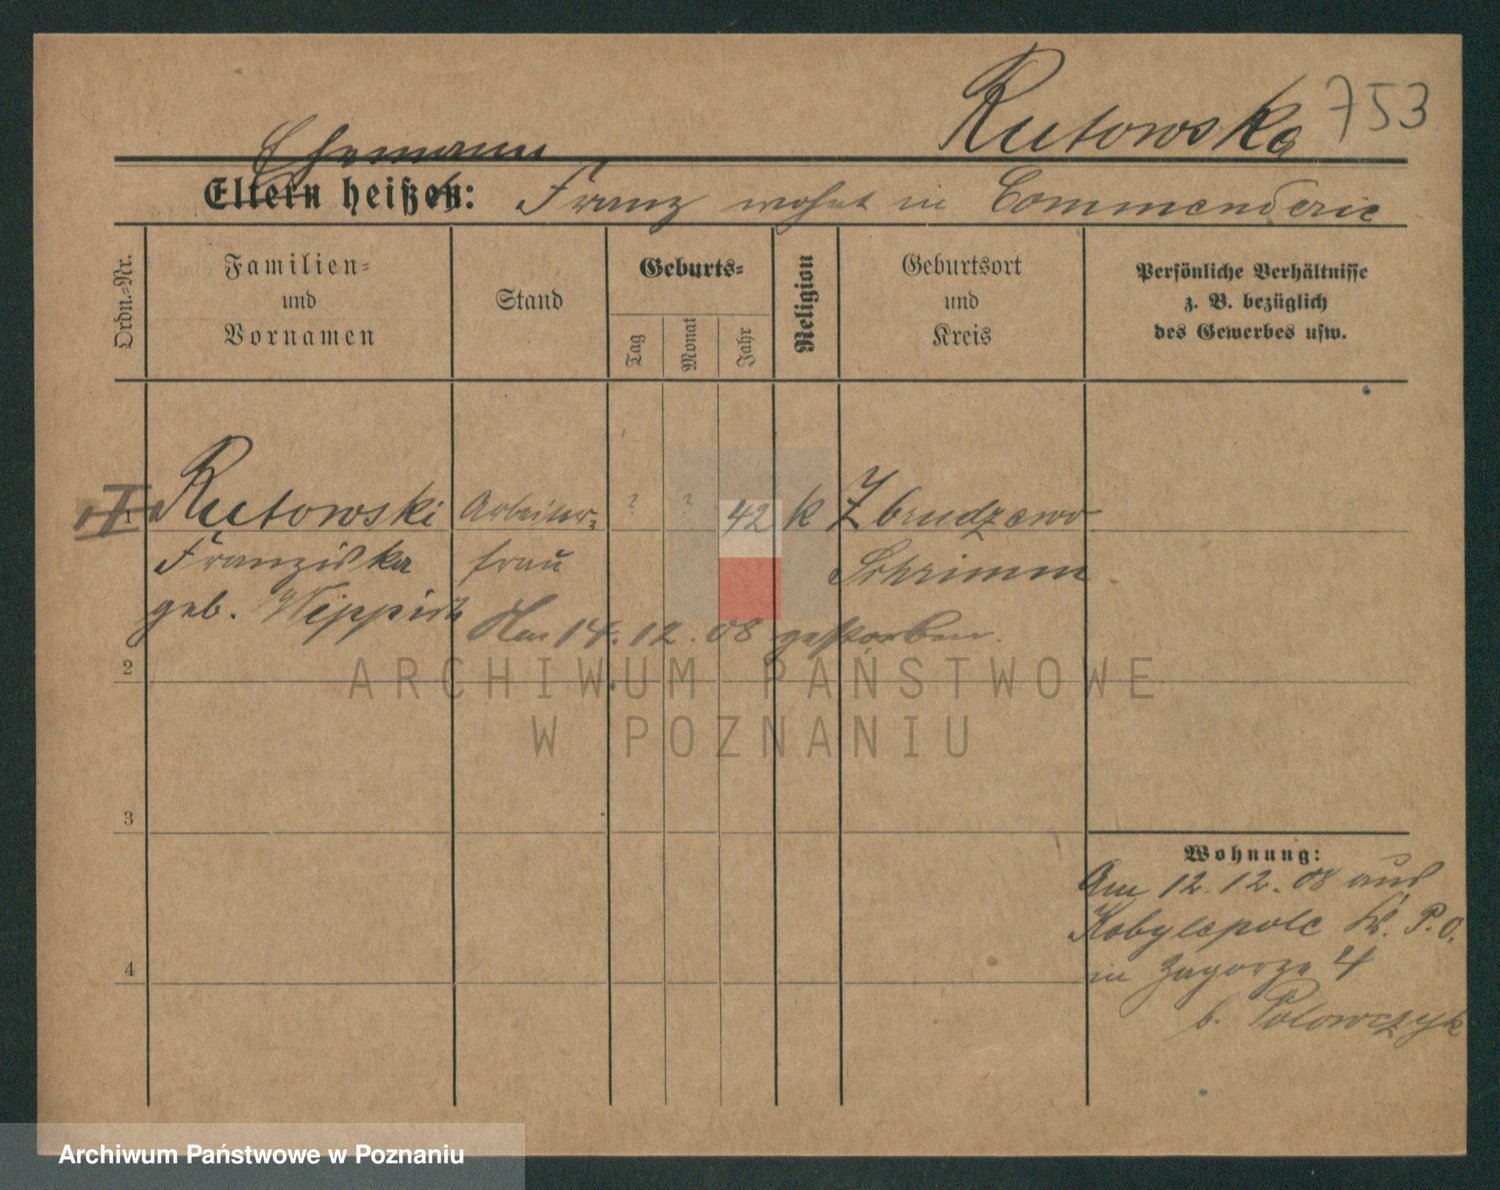 Rutowska 753
Ehemann
Eltern heißen: Franz wohnt in Commenderie
Ordn.-Nr.
Familien-
und
Vornamen
Stand
Geburts-
Tag
Monat
Jahr
Religion
Geburtsort
und
Kreis
Persönliche Verhältnisse
z. B. bezüglich
des Gewerbes usw.
1 Rutowski Arbeiter- ? ? 42 k Zbrudzewo
Franziska frau Schrimm
geb.
Am 14.12.08 gestorben.
2
ARCHIWUM PAŃSTWOWE
W POZNANIU
3
Wohnung:
Am 12.12.08 aus
Kobylepole Kr. P.O.
4
in Zagorze 4
b. Polowczyk
Archiwum Państwowe w Poznaniu